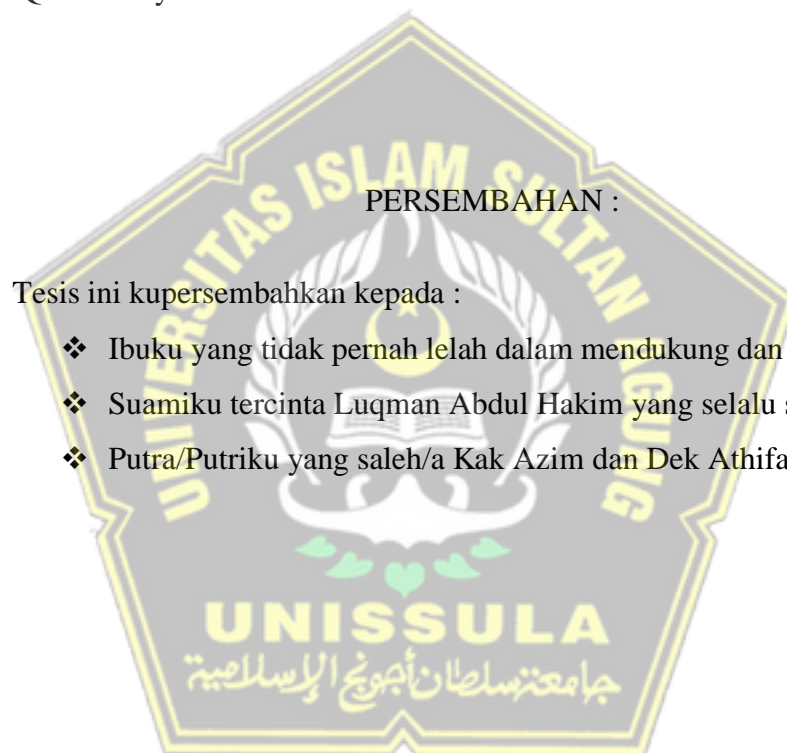 PERSEMBAHAN :
Tesis ini kupersembahkan kepada :
❖ Ibuku yang tidak pernah lelah dalam mendukung dan
❖ Suamiku tercinta Luqman Abdul Hakim yang selalu
❖ Putra/Putriku yang saleh/a Kak Azim dan Dek Athifa
UNIVERSITAS ISLAM SULTAN AGUNG
UNISSULA
جامعة سلطان أجونج الإسلامية